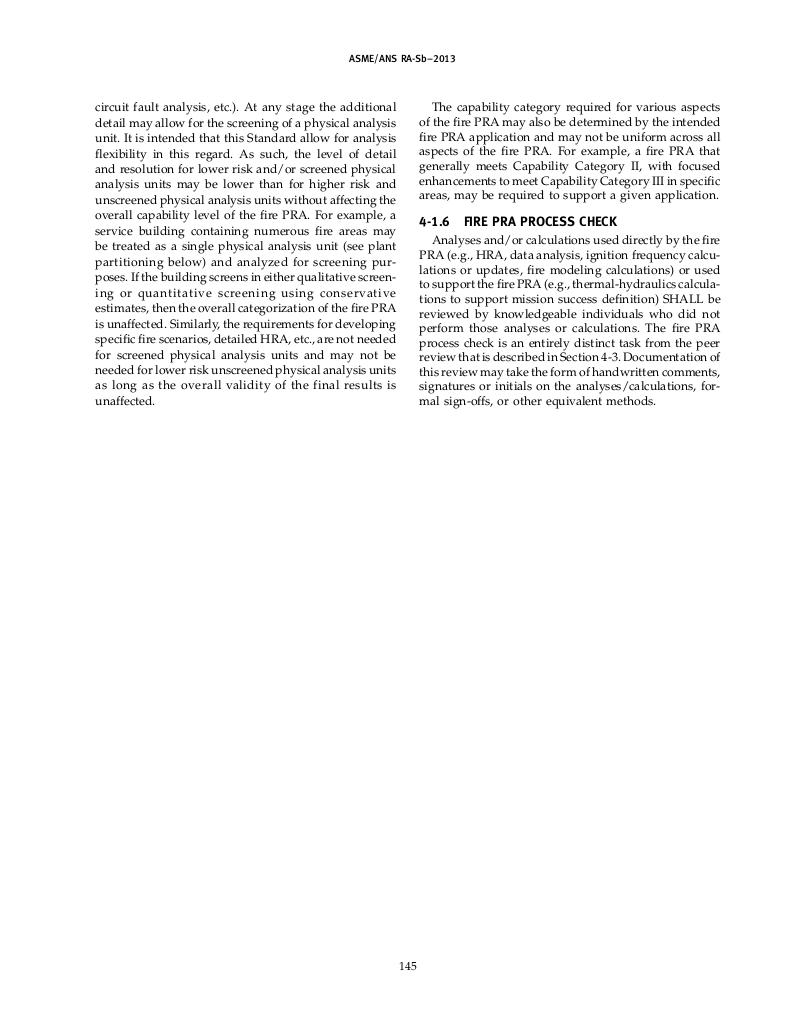 ASME/ANS RA-Sb–2013
circuit fault analysis, etc.). At any stage the additional
detail may allow for the screening of a physical analysis
unit. It is intended that this Standard allow for analysis
flexibility in this regard. As such, the level of detail
and resolution for lower risk and/or screened physical
analysis units may be lower than for higher risk and
unscreened physical analysis units without affecting the
overall capability level of the fire PRA. For example, a
service building containing numerous fire areas may
be treated as a single physical analysis unit (see plant
partitioning below) and analyzed for screening pur-
poses. If the building screens in either qualitative screen-
ing or quantitative screening using conservative
estimates, then the overall categorization of the fire PRA
is unaffected. Similarly, the requirements for developing
specific fire scenarios, detailed HRA, etc., are not needed
for screened physical analysis units and may not be
needed for lower risk unscreened physical analysis units
as long as the overall validity of the final results is
unaffected.
The capability category required for various aspects
of the fire PRA may also be determined by the intended
fire PRA application and may not be uniform across all
aspects of the fire PRA. For example, a fire PRA that
generally meets Capability Category II, with focused
enhancements to meet Capability Category III in specific
areas, may be required to support a given application.
4-1.6 FIRE PRA PROCESS CHECK
Analyses and/or calculations used directly by the fire
PRA (e.g., HRA, data analysis, ignition frequency calcu-
lations or updates, fire modeling calculations) or used
to support the fire PRA (e.g., thermal-hydraulics calcula-
tions to support mission success definition) SHALL be
reviewed by knowledgeable individuals who did not
perform those analyses or calculations. The fire PRA
process check is an entirely distinct task from the peer
review that is described in Section 4-3. Documentation of
this review may take the form of handwritten comments,
signatures or initials on the analyses/calculations, for-
mal sign-offs, or other equivalent methods.
145